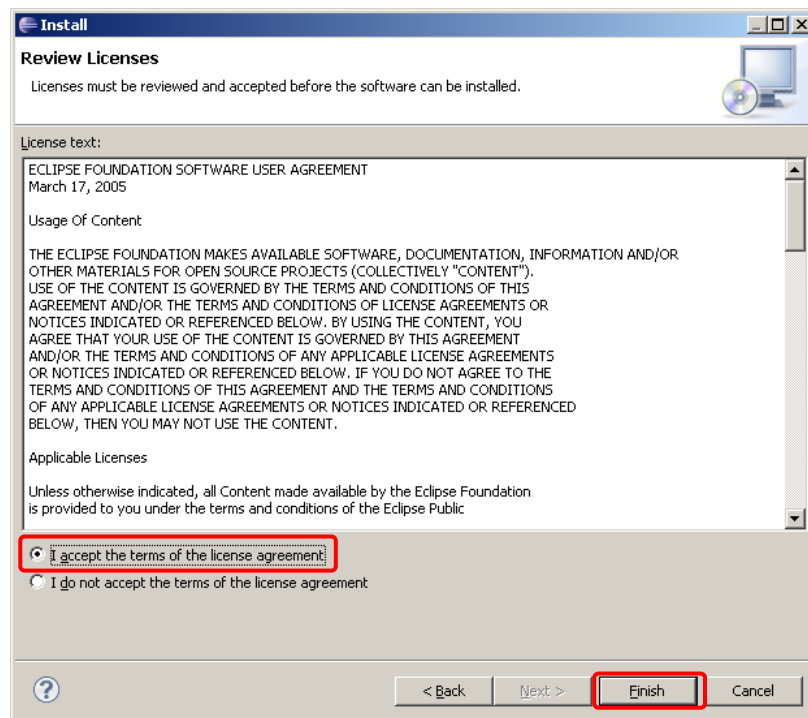 Install
Review Licenses
Licenses must be reviewed and accepted before the software can be installed.
License text:
ECLIPSE FOUNDATION SOFTWARE USER AGREEMENT
March 17, 2005
Usage Of Content
THE ECLIPSE FOUNDATION MAKES AVAILABLE SOFTWARE, DOCUMENTATION, INFORMATION AND/OR
OTHER MATERIALS FOR OPEN SOURCE PROJECTS (COLLECTIVELY "CONTENT").
USE OF THE CONTENT IS GOVERNED BY THE TERMS AND CONDITIONS OF THIS
AGREEMENT AND/OR THE TERMS AND CONDITIONS OF LICENSE AGREEMENTS OR
NOTICES INDICATED OR REFERENCED BELOW. BY USING THE CONTENT, YOU
AGREE THAT YOUR USE OF THE CONTENT IS GOVERNED BY THIS AGREEMENT
AND/OR THE TERMS AND CONDITIONS OF ANY APPLICABLE LICENSE AGREEMENTS
OR NOTICES INDICATED OR REFERENCED BELOW. IF YOU DO NOT AGREE TO THE
TERMS AND CONDITIONS OF THIS AGREEMENT AND THE TERMS AND CONDITIONS
OF ANY APPLICABLE LICENSE AGREEMENTS OR NOTICES INDICATED OR REFERENCED
BELOW, THEN YOU MAY NOT USE THE CONTENT.
Applicable Licenses
Unless otherwise indicated, all Content made available by the Eclipse Foundation
is provided to you under the terms and conditions of the Eclipse Public
I accept the terms of the license agreement
I do not accept the terms of the license agreement
? < Back Next > Finish Cancel